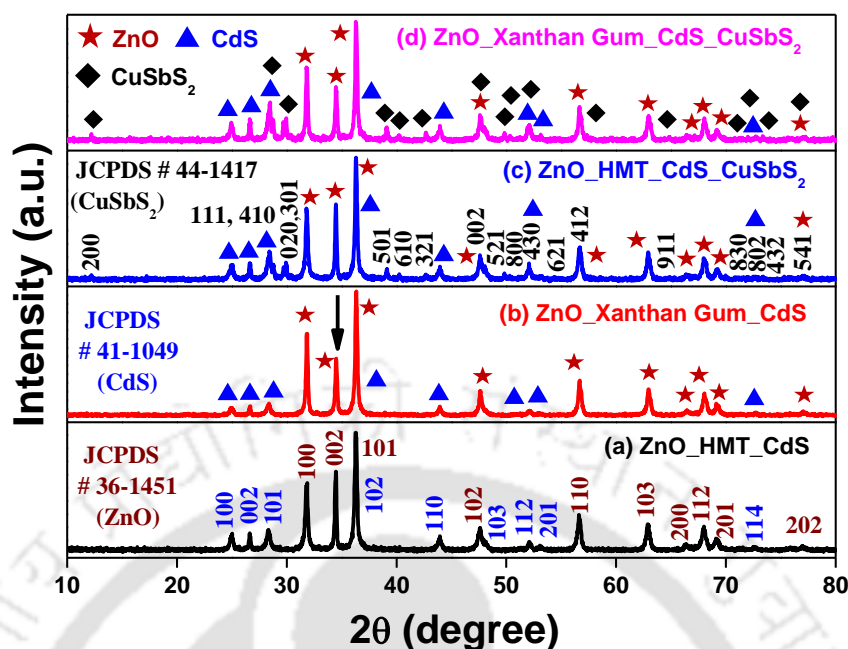 Intensity (a.u.)
ZnO CdS
CuSbS₂
(d) ZnO_Xanthan Gum_CdS_CuSbS₂
JCPDS # 44-1417
(CuSbS₂)
(c) ZnO_HMT_CdS_CuSbS₂
200
111, 410
020,301
501
610
321
002
521
800
430
621
412
911
830
802
432
541
JCPDS
# 41-1049
(CdS)
(b) ZnO_Xanthan Gum_CdS
JCPDS
# 36-1451
(ZnO)
(a) ZnO_HMT_CdS
100
002
101
100
002
101
102
110
102
103
112
201
110
103
200
112
201
114
202
10 20 30 40 50 60 70 80
2θ (degree)